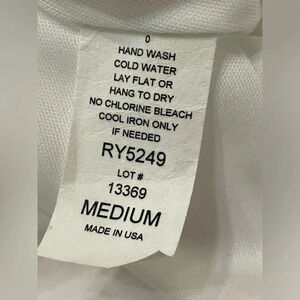 0
HAND WASH
COLD WATER
LAY FLAT OR
HANG TO DRY
NO CHLORINE BLEACH
COOL IRON ONLY
IF NEEDED
RY5249
LOT #
13369
MEDIUM
MADE IN USA